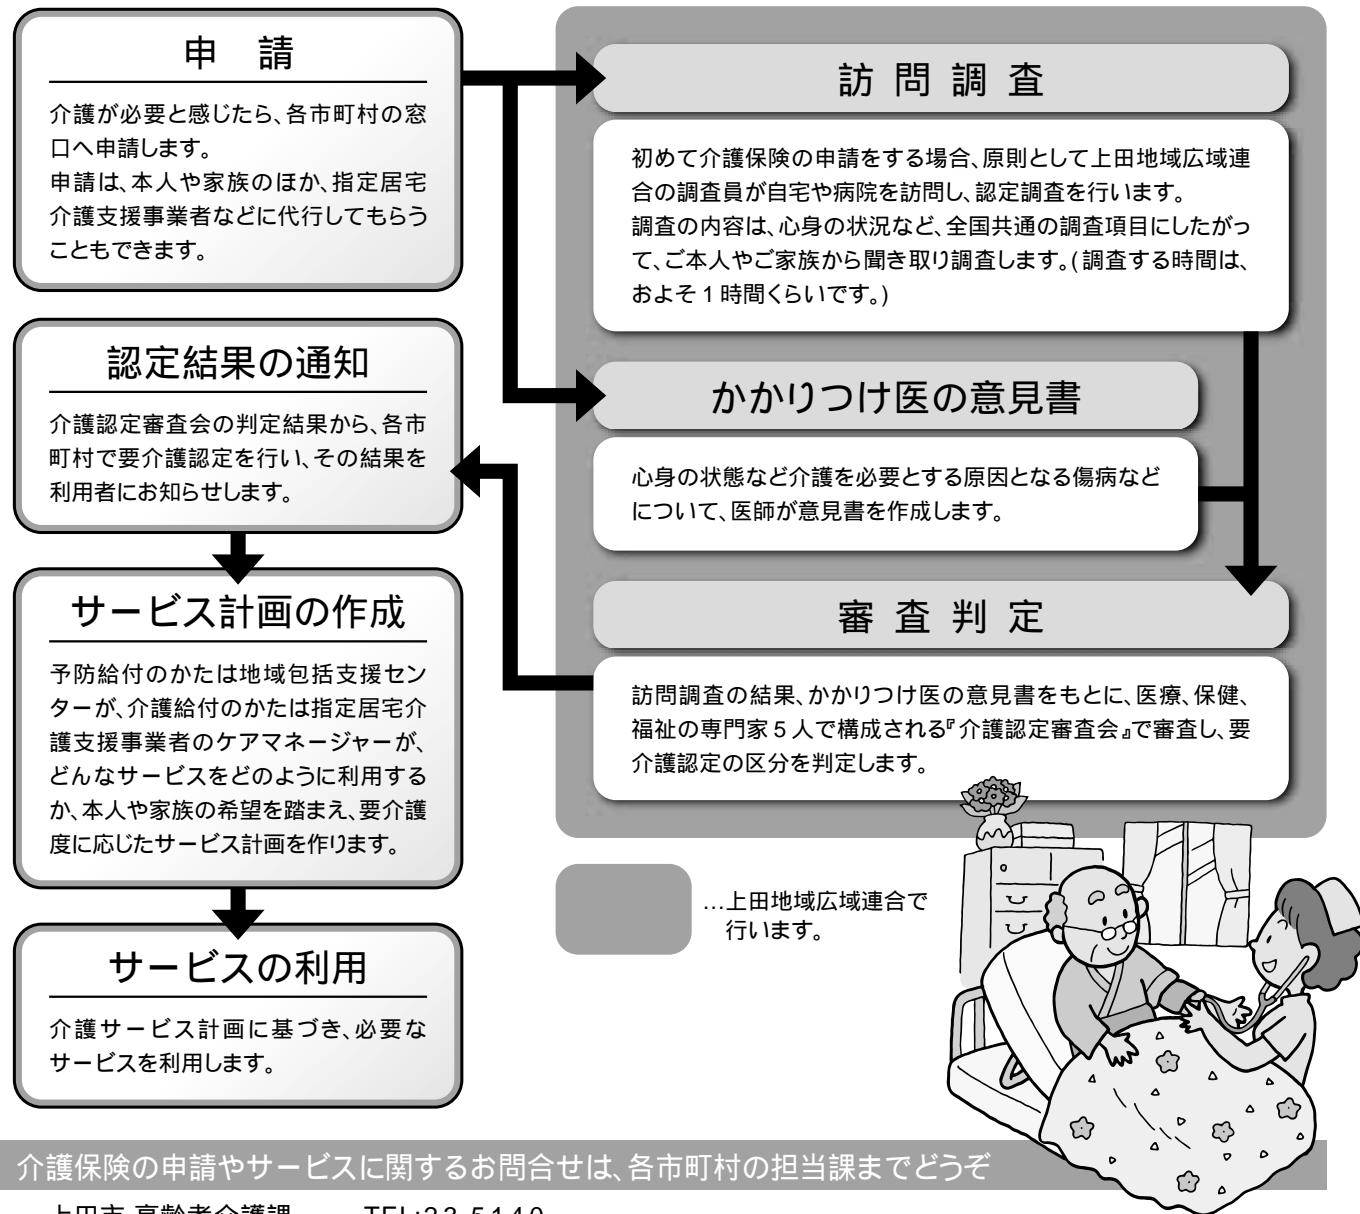 申　請
介護が必要と感じたら、各市町村の窓
口へ申請します。
申請は、本人や家族のほか、指定居宅
介護支援事業者などに代行してもらう
こともできます。
訪問調査
初めて介護保険の申請をする場合、原則として上田地域広域連
合の調査員が自宅や病院を訪問し、認定調査を行います。
調査の内容は、心身の状況など、全国共通の調査項目にしたがっ
て、ご本人やご家族から聞き取り調査します。(調査する時間は、
およそ1時間くらいです。)
かかりつけ医の意見書
心身の状態など介護を必要とする原因となる傷病など
について、医師が意見書を作成します。
審査判定
訪問調査の結果、かかりつけ医の意見書をもとに、医療、保健、
福祉の専門家5人で構成される『介護認定審査会』で審査し、要
介護認定の区分を判定します。
認定結果の通知
介護認定審査会の判定結果から、各市
町村で要介護認定を行い、その結果を
利用者にお知らせします。
サービス計画の作成
予防給付のかたは地域包括支援セン
ターが、介護給付のかたは指定居宅介
護支援事業者のケアマネージャーが、
どんなサービスをどのように利用する
か、本人や家族の希望を踏まえ、要介護
度に応じたサービス計画を作ります。
サービスの利用
介護サービス計画に基づき、必要な
サービスを利用します。
…上田地域広域連合で
行います。
介護保険の申請やサービスに関するお問合せは、各市町村の担当課までどうぞ
上田市 高齢者介護課 TEL:23-5140